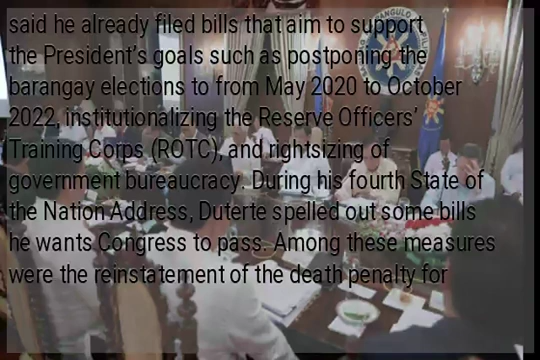 said he already filed bills that aim to support
the President's goals such as postponing the
barangay elections to from May 2020 to October
2022, institutionalizing the Reserve Officers'
Training Corps (ROTC), and rightsizing of
government bureaucracy. During his fourth State of
the Nation Address, Duterte spelled out some bills
he wants Congress to pass. Among these measures
were the reinstatement of the death penalty for